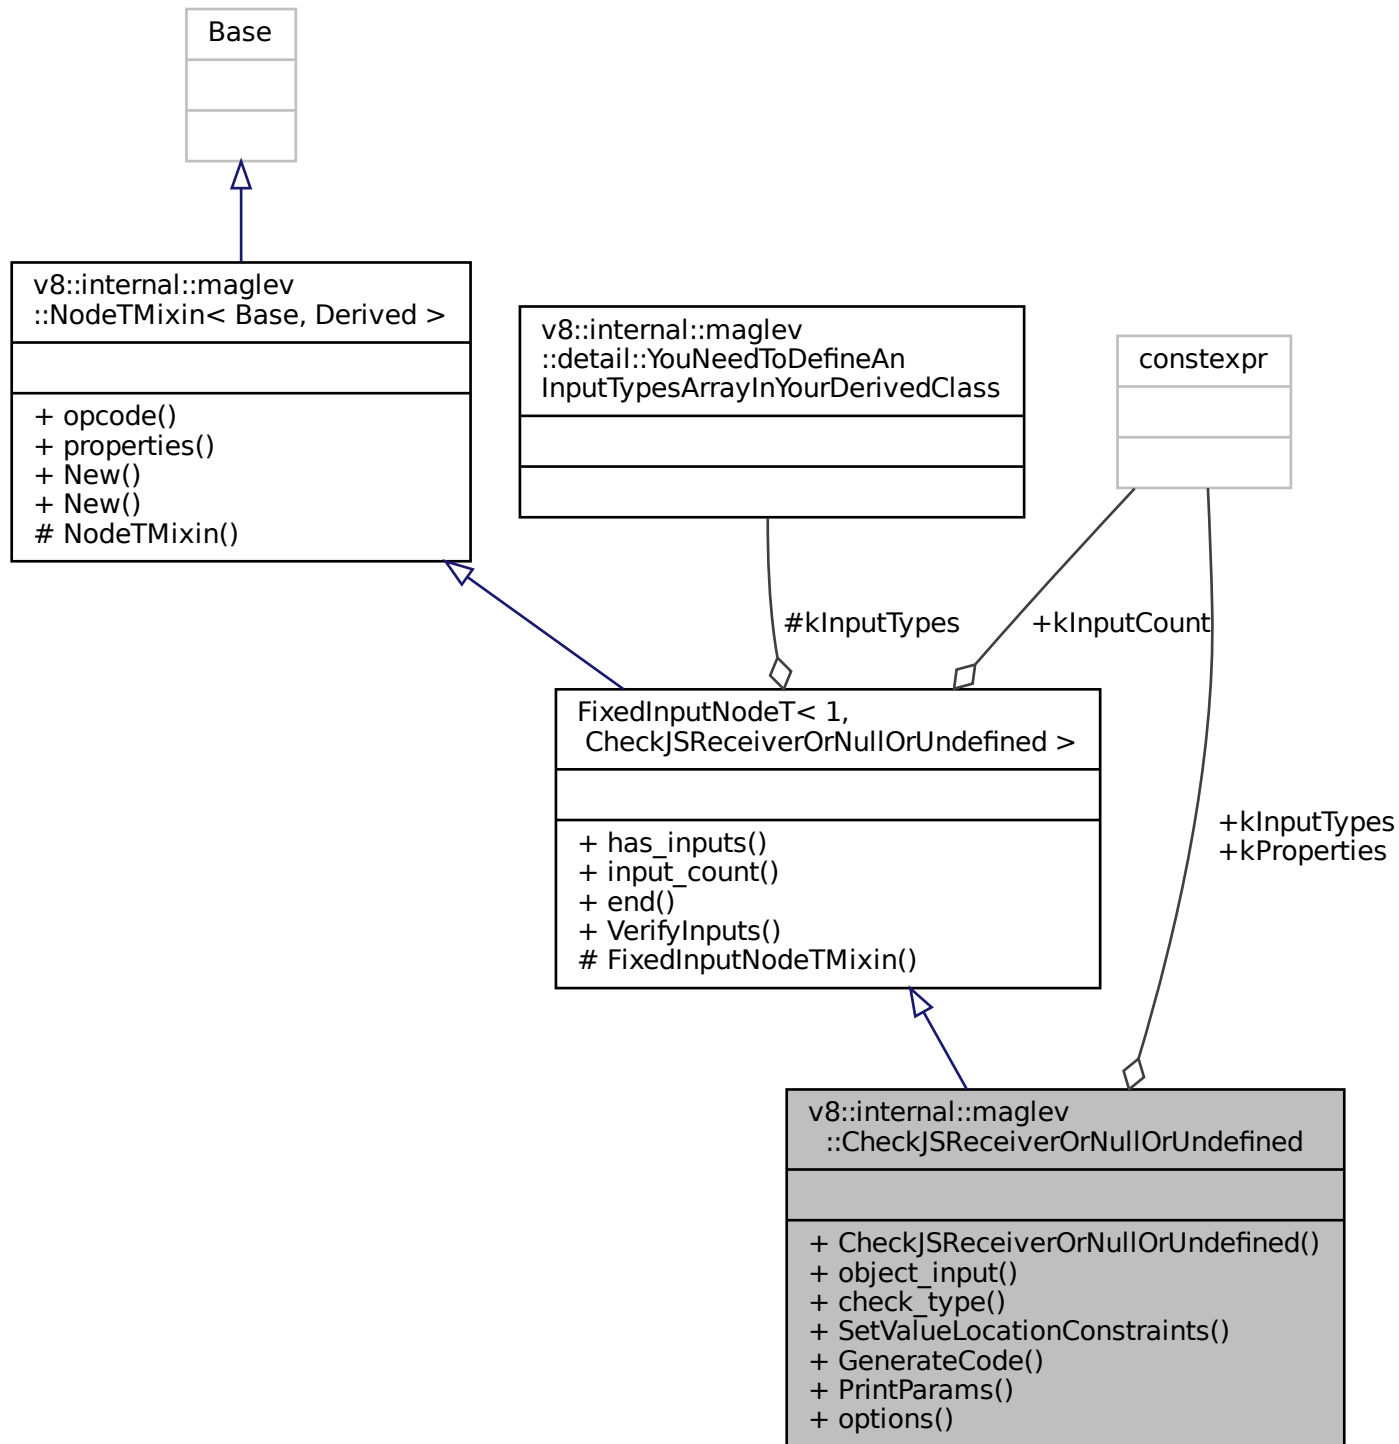 Base
v8::internal::maglev
::NodeTMixin< Base, Derived >
+ opcode()
+ properties()
+ New()
+ New()
# NodeTMixin()
v8::internal::maglev
::detail::YouNeedToDefineAn
InputTypesArrayInYourDerivedClass
constexpr
#kInputTypes
+kInputCount
FixedInputNodeT< 1,
CheckJSReceiverOrNullOrUndefined >
+ has_inputs()
+ input_count()
+ end()
+ VerifyInputs()
# FixedInputNodeTMixin()
+kInputTypes
+kProperties
v8::internal::maglev
::CheckJSReceiverOrNullOrUndefined
+ CheckJSReceiverOrNullOrUndefined()
+ object_input()
+ check_type()
+ SetValueLocationConstraints()
+ GenerateCode()
+ PrintParams()
+ options()